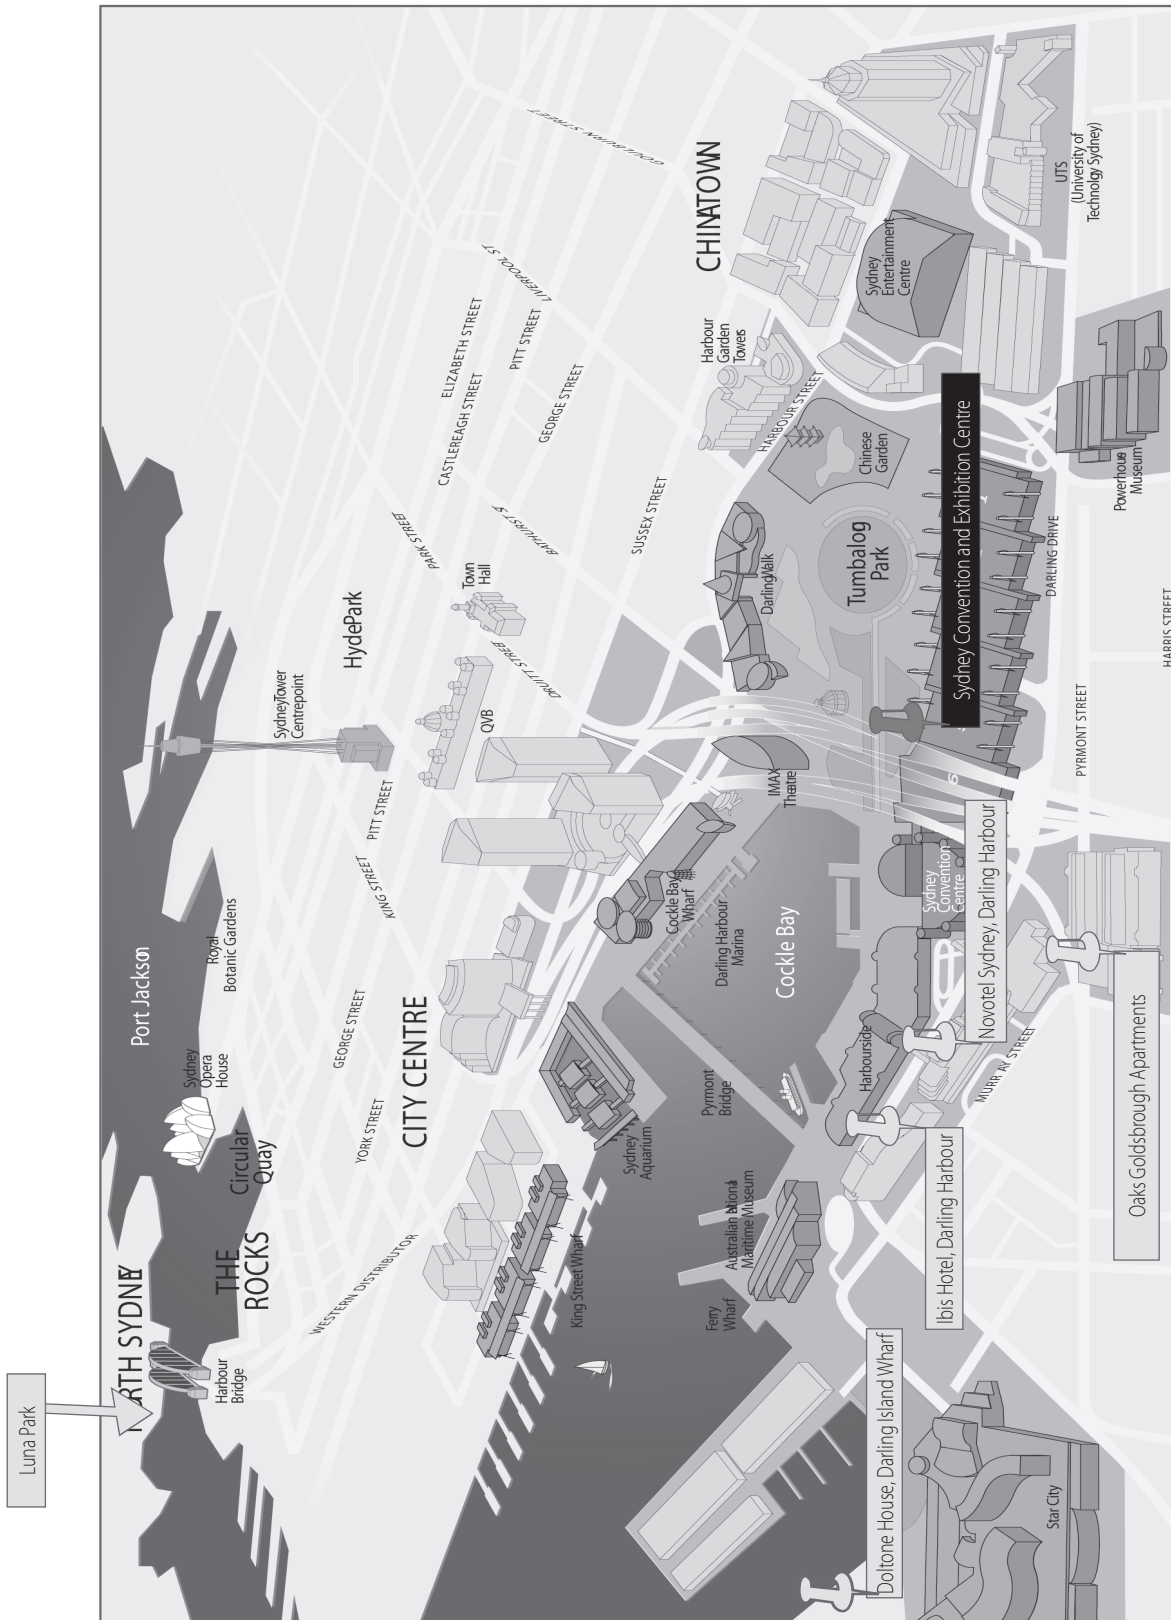 Luna Park
NORTH SYDNEY
Port Jackson
Harbour
Bridge
THE
ROCKS
Circular
Quay
Sydney
Opera
House
Royal
Botanic Gardens
Sydney Tower
Centrepoint
Hyde Park
WESTERN DISTRIBUTOR
YORK STREET
GEORGE STREET
KING STREET
PITT STREET
CITY CENTRE
PARK STREET
Town
Hall
QVB
DRUITT STREET
CASTLEREAGH STREET
ELIZABETH STREET
BATHURST S
PITT STREET
GEORGE STREET
LIVERPOOL ST
GOULBURN STREET
SUSSEX STREET
CHINATOWN
King Street Wharf
Sydney
Aquarium
Cockle Bay
Wharf
Darling Harbour
Marina
Pyrmont
Bridge
Ferry
Wharf
Australian National
Maritime Museum
Cockle Bay
IMAX
Theatre
Darling Walk
Harbour
Garden
Towers
HARBOUR STREET
Chinese
Garden
Tumbalog
Park
Sydney
Entertainment
Centre
Harbourside
Sydney
Convention
Centre
6
1
Sydney Convention and Exhibition Centre
Doltone House, Darling Island Wharf
Ibis Hotel, Darling Harbour
Novotel Sydney, Darling Harbour
MURR AY STREET
Star City
DARLING DRIVE
UTS
(University of
Technolgy Sydney)
PYRMONT STREET
Powerhouse
Museum
Oaks Goldsbrough Apartments
HARRIS STREET